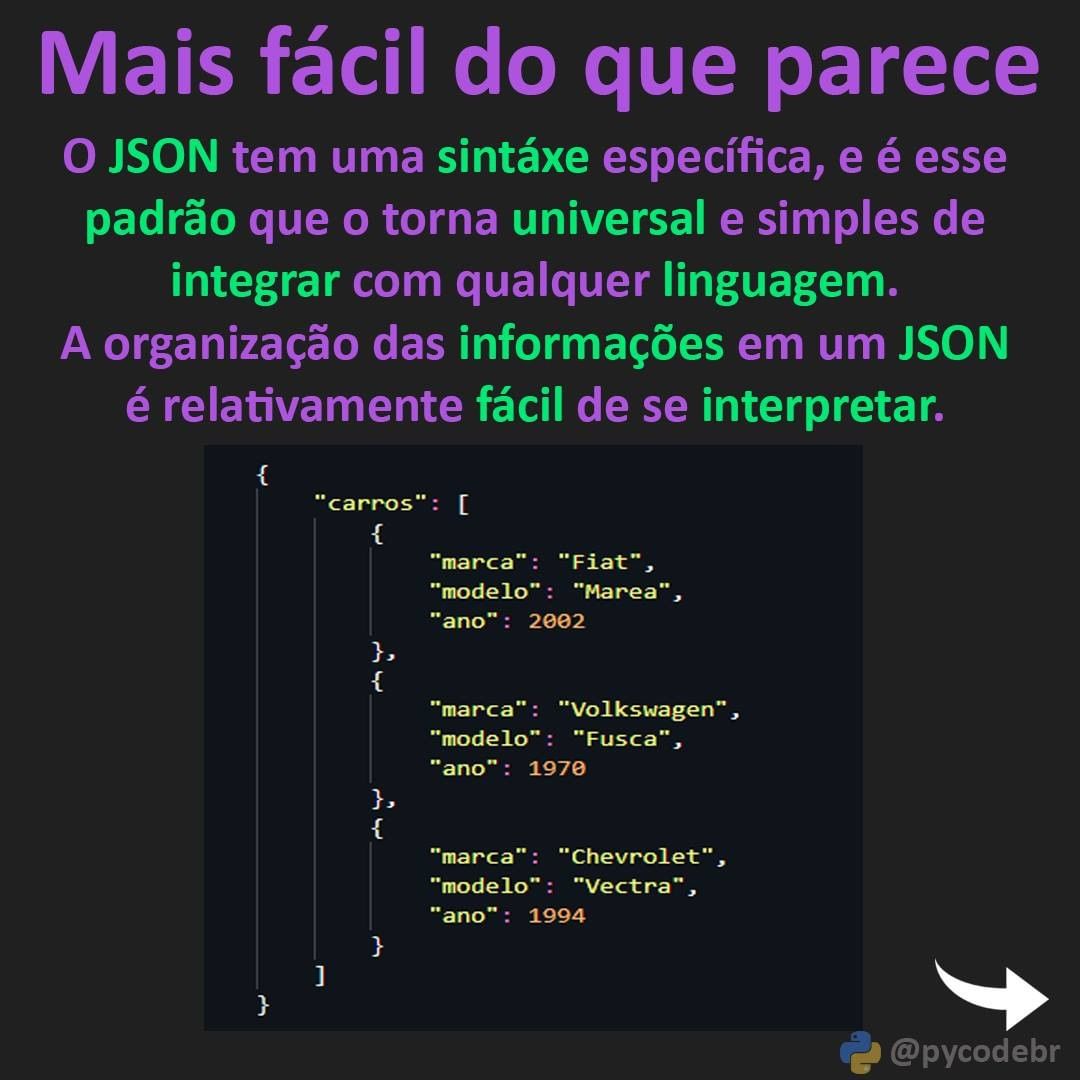 Mais fácil do que parece
O JSON tem uma sintáxe específica, e é esse
padrão que o torna universal e simples de
integrar com qualquer linguagem.
A organização das informações em um JSON
é relativamente fácil de se interpretar.
{
    "carros": [
        {
            "marca": "Fiat",
            "modelo": "Marea",
            "ano": 2002
        },
        {
            "marca": "Volkswagen",
            "modelo": "Fusca",
            "ano": 1970
        },
        {
            "marca": "Chevrolet",
            "modelo": "Vectra",
            "ano": 1994
        }
    ]
}
@pycodebr